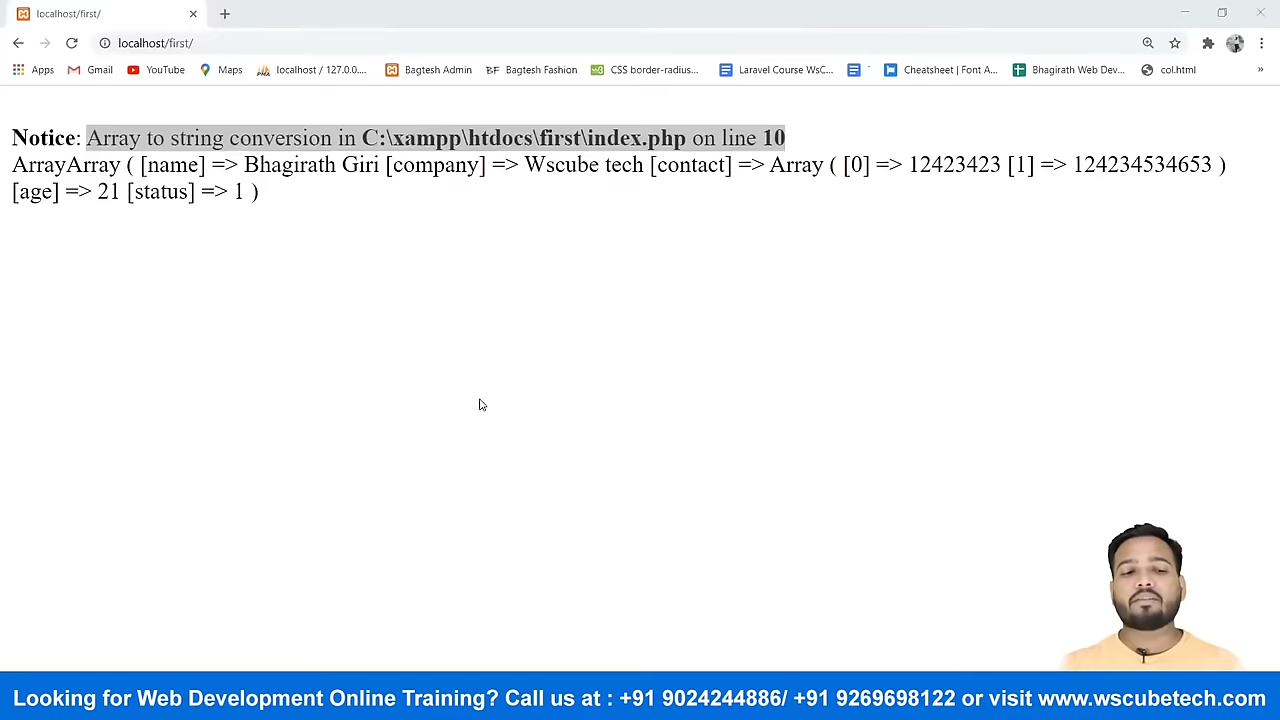 localhost/first/
localhost/first/
Apps Gmail YouTube Maps localhost / 127.0.0.... Bagtesh Admin BF Bagtesh Fashion CSS border-radius... Laravel Course WsC... Cheatsheet | Font A... Bhagirath Web Dev... col.html »
Notice: Array to string conversion in C:\xampp\htdocs\first\index.php on line 10
ArrayArray ( [name] => Bhagirath Giri [company] => Wscube tech [contact] => Array ( [0] => 12423423 [1] => 124234534653 )
[age] => 21 [status] => 1 )
Looking for Web Development Online Training? Call us at : +91 9024244886/ +91 9269698122 or visit www.wscubetech.com